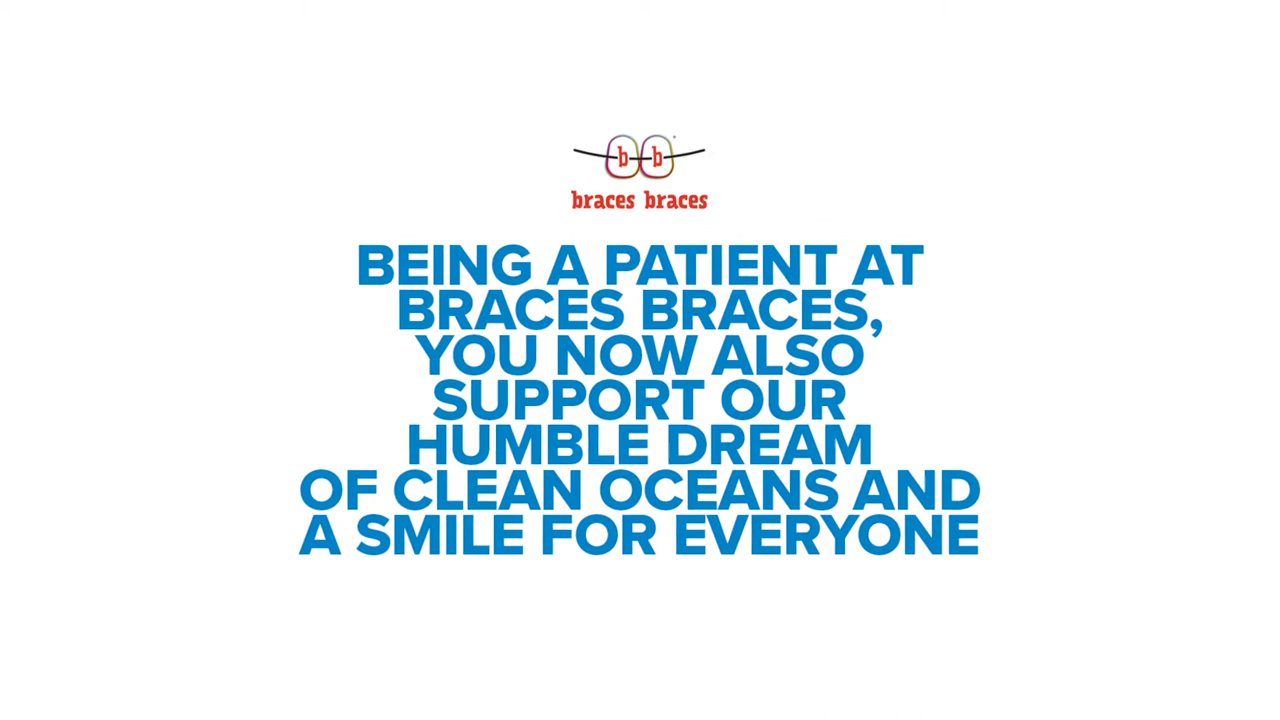 b b
braces braces
BEING A PATIENT AT
BRACES BRACES,
YOU NOW ALSO
SUPPORT OUR
HUMBLE DREAM
OF CLEAN OCEANS AND
A SMILE FOR EVERYONE